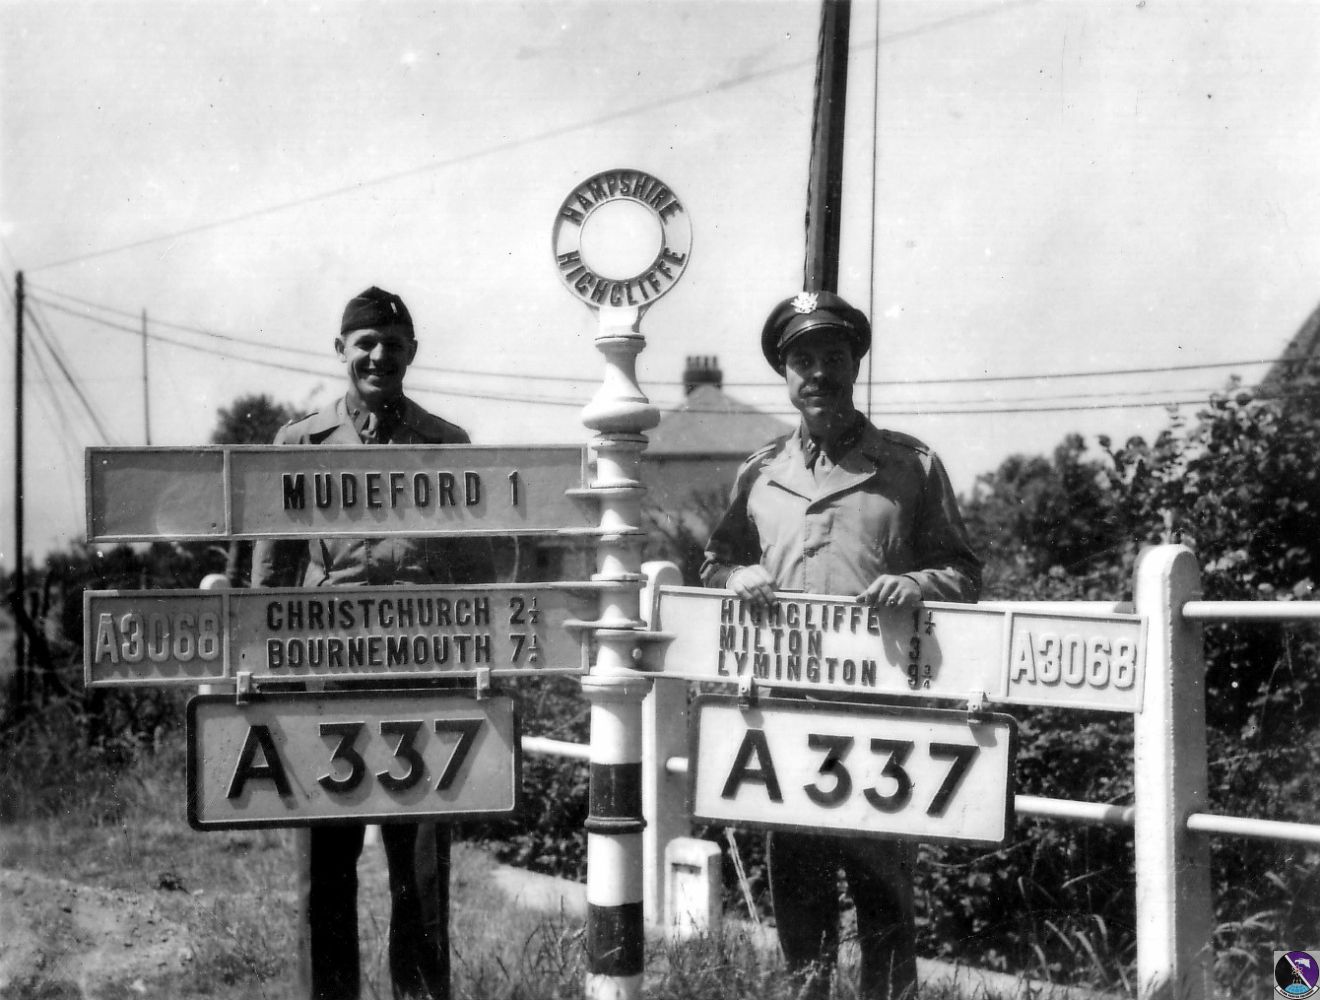 HAMPSHIRE
HIGHCLIFFE
MUDEFORD 1
A3068
CHRISTCHURCH 2½
BOURNEMOUTH 7¼
A 337
HIGHCLIFFE 1¼
MILTON 3
LYMINGTON 9¾
A3068
A 337